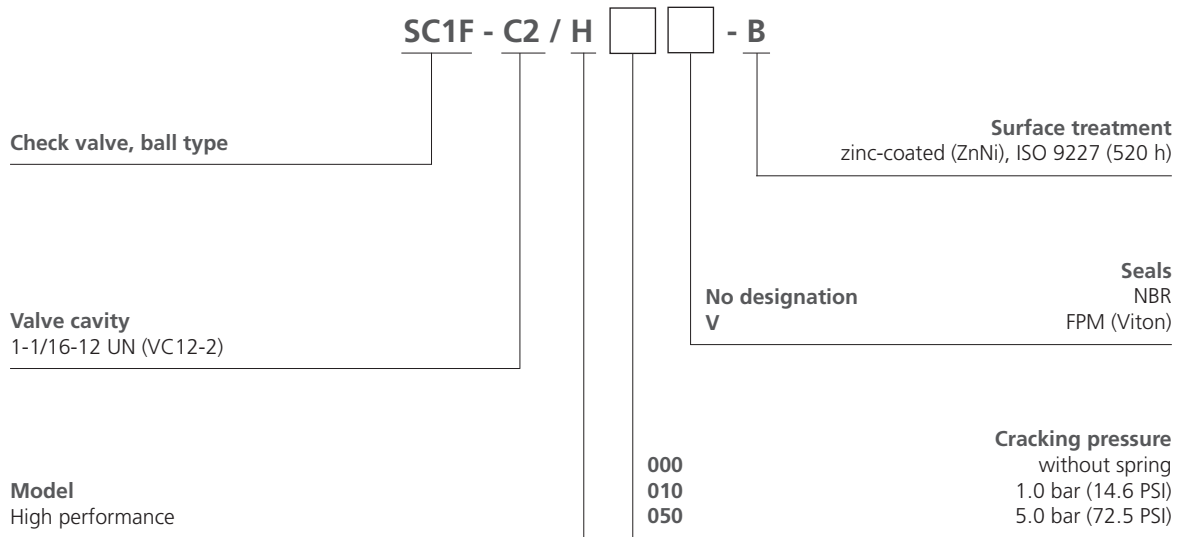 SC1F - C2 / H - B
Surface treatment
Check valve, ball type
zinc-coated (ZnNi), ISO 9227 (520 h)
Seals
No designation NBR
Valve cavity
V FPM (Viton)
1-1/16-12 UN (VC12-2)
Cracking pressure
000 without spring
Model
010 1.0 bar (14.6 PSI)
High performance
050 5.0 bar (72.5 PSI)